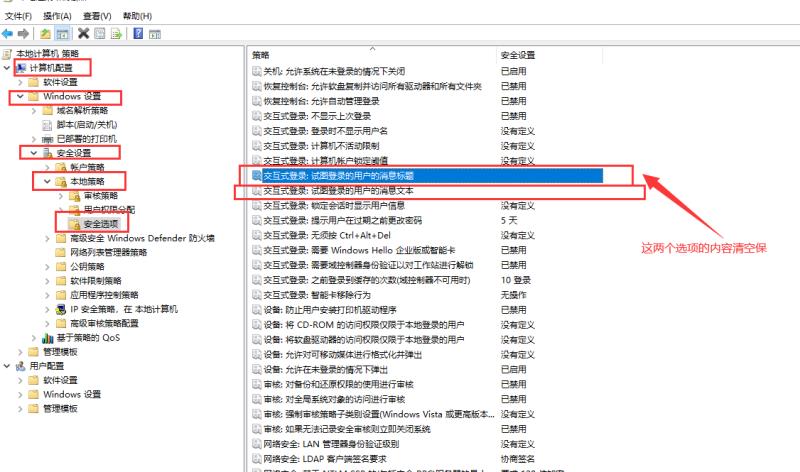 文件(F) 操作(A) 查看(V) 帮助(H)
本地计算机 策略
计算机配置
软件设置
Windows 设置
域名解析策略
脚本(启动/关机)
已部署的打印机
安全设置
帐户策略
本地策略
审核策略
用户权限分配
安全选项
高级安全 Windows Defender 防火墙
网络列表管理器策略
公钥策略
软件限制策略
应用程序控制策略
IP 安全策略，在 本地计算机
高级审核策略配置
基于策略的 QoS
管理模板
用户配置
软件设置
Windows 设置
管理模板
策略 安全设置
关机: 允许系统在未登录的情况下关闭 已启用
恢复控制台: 允许软盘复制并访问所有驱动器和所有文件夹 已禁用
恢复控制台: 允许自动管理登录 已禁用
交互式登录: 不显示上次登录 已禁用
交互式登录: 登录时不显示用户名 没有定义
交互式登录: 计算机不活动限制 没有定义
交互式登录: 计算机帐户锁定阈值 没有定义
交互式登录: 试图登录的用户的消息标题
交互式登录: 试图登录的用户的消息文本
交互式登录: 锁定会话时显示用户信息 没有定义
交互式登录: 提示用户在过期之前更改密码 5 天
交互式登录: 无须按 Ctrl+Alt+Del 没有定义
交互式登录: 需要 Windows Hello 企业版或智能卡 已禁用
交互式登录: 需要域控制器身份验证以对工作站进行解锁 已禁用
交互式登录: 之前登录到缓存的次数(域控制器不可用时) 10 登录
交互式登录: 智能卡移除行为 无操作
设备: 防止用户安装打印机驱动程序 已禁用
设备: 将 CD-ROM 的访问权限仅限于本地登录的用户 没有定义
设备: 将软盘驱动器的访问权限仅限于本地登录的用户 没有定义
设备: 允许对可移动媒体进行格式化并弹出 没有定义
设备: 允许在未登录的情况下弹出 已启用
审核: 对备份和还原权限的使用进行审核 已禁用
审核: 对全局系统对象的访问进行审核 已禁用
审核: 强制审核策略子类别设置(Windows Vista 或更高版本... 没有定义
审核: 如果无法记录安全审核则立即关闭系统 已禁用
网络安全: LAN 管理器身份验证级别 没有定义
网络安全: LDAP 客户端签名要求 协商签名
这两个选项的内容清空保